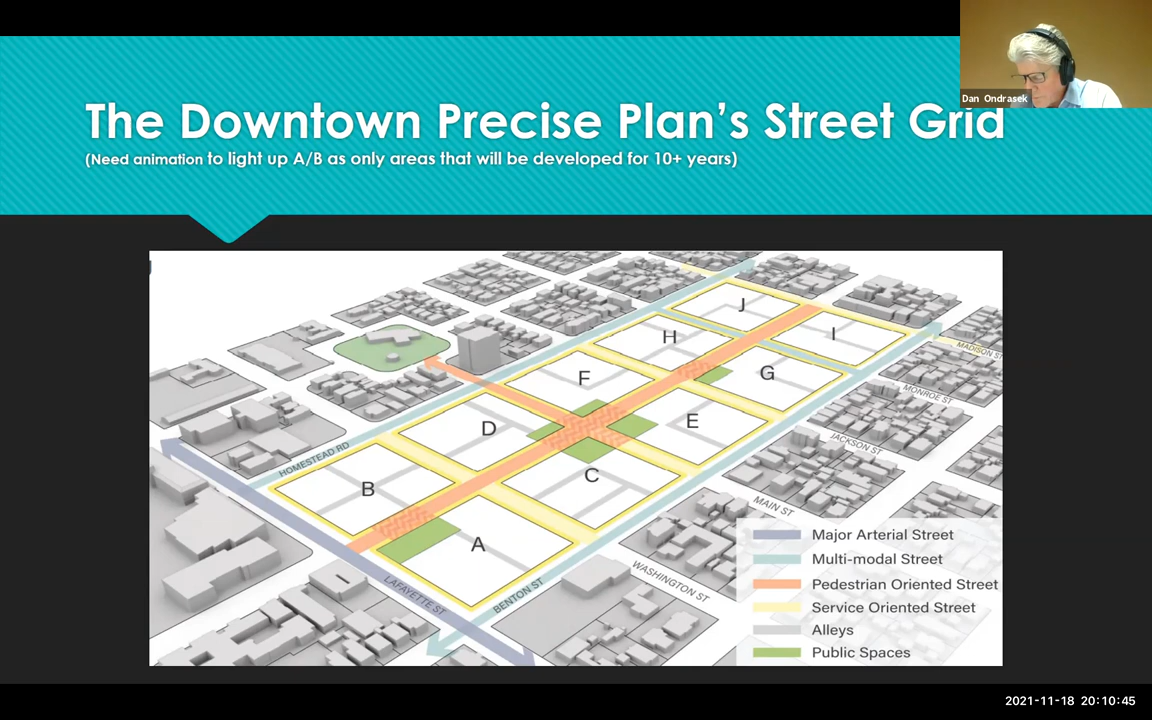 Dan Ondrasek
The Downtown Precise Plan's Street Grid
(Need animation to light up A/B as only areas that will be developed for 10+ years)
J
I
H
G
MADISON ST
F
MONROE ST
E
D
JACKSON ST
HOMESTEAD RD
C
B
MAIN ST
A
WASHINGTON ST
LAFAYETTE ST
BENTON ST
Major Arterial Street
Multi-modal Street
Pedestrian Oriented Street
Service Oriented Street
Alleys
Public Spaces
2021-11-18 20:10:45